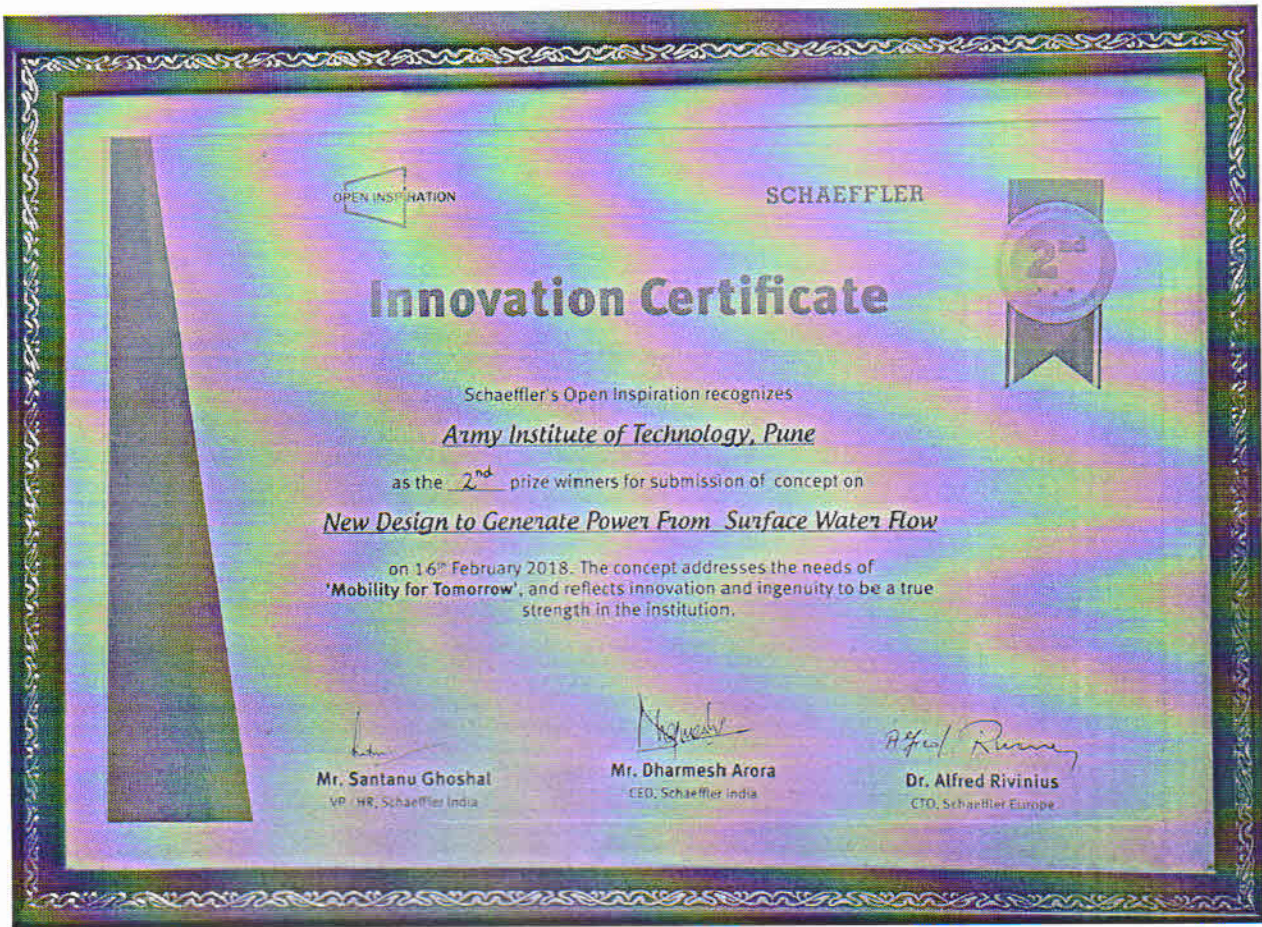 OPEN INSPIRATION
SCHAEFFLER
2nd
Innovation Certificate
Schaeffler's Open Inspiration recognizes
Army Institute of Technology, Pune
as the 2nd prize winners for submission of concept on
New Design to Generate Power From Surface Water Flow
on 16th February 2018. The concept addresses the needs of
'Mobility for Tomorrow', and reflects innovation and ingenuity to be a true
strength in the institution.
Mr. Santanu Ghoshal
VP HR, Schaeffler India
Mr. Dharmesh Arora
CEO, Schaeffler India
Alfred Rivinius
Dr. Alfred Rivinius
CTO, Schaeffler Europe